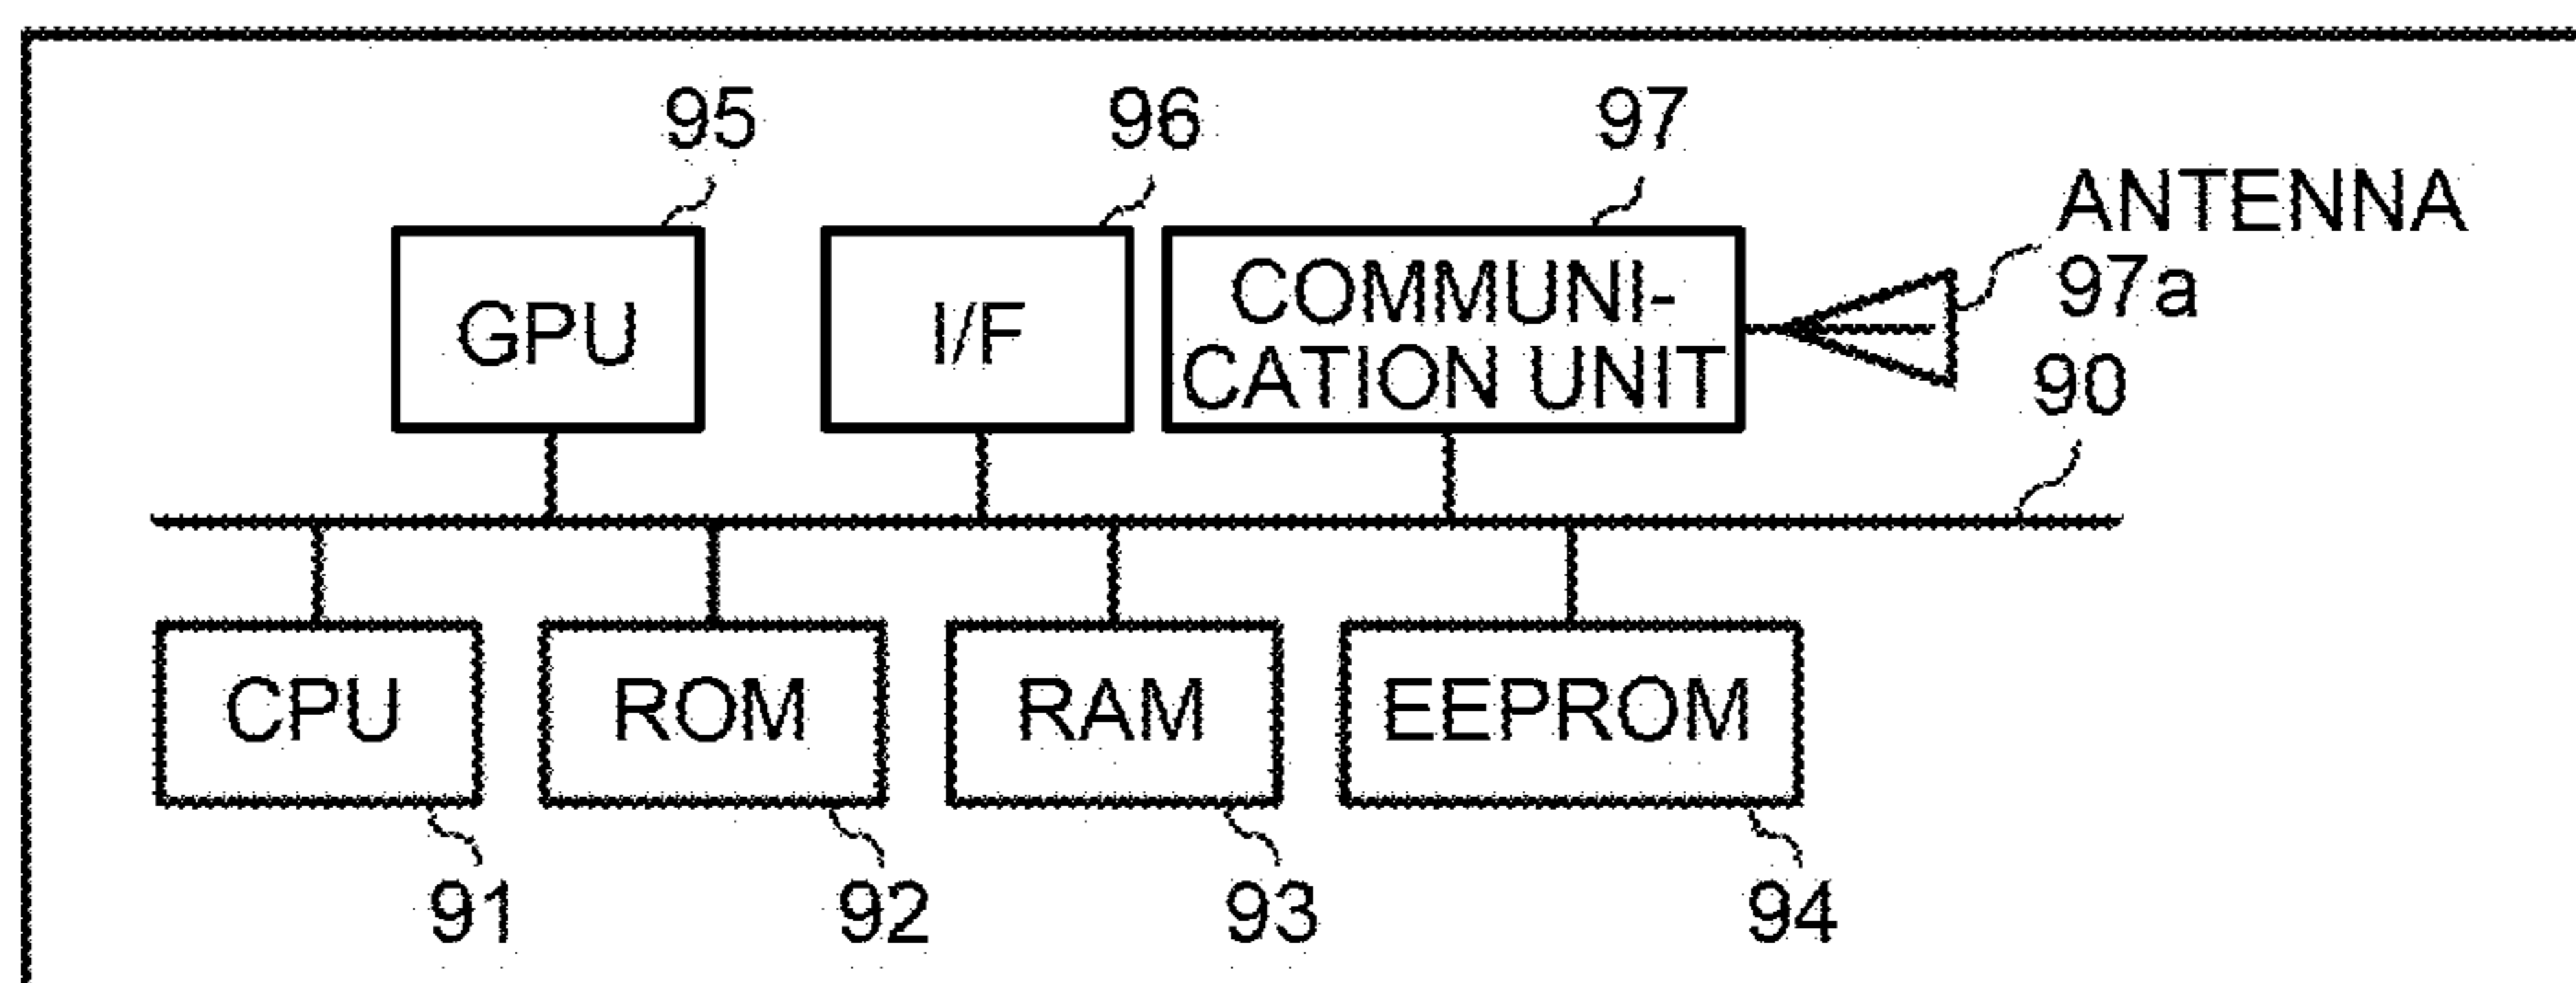 95
96
97
ANTENNA
97a
GPU
I/F
COMMUNI-
CATION UNIT
90
CPU
ROM
RAM
EEPROM
91
92
93
94